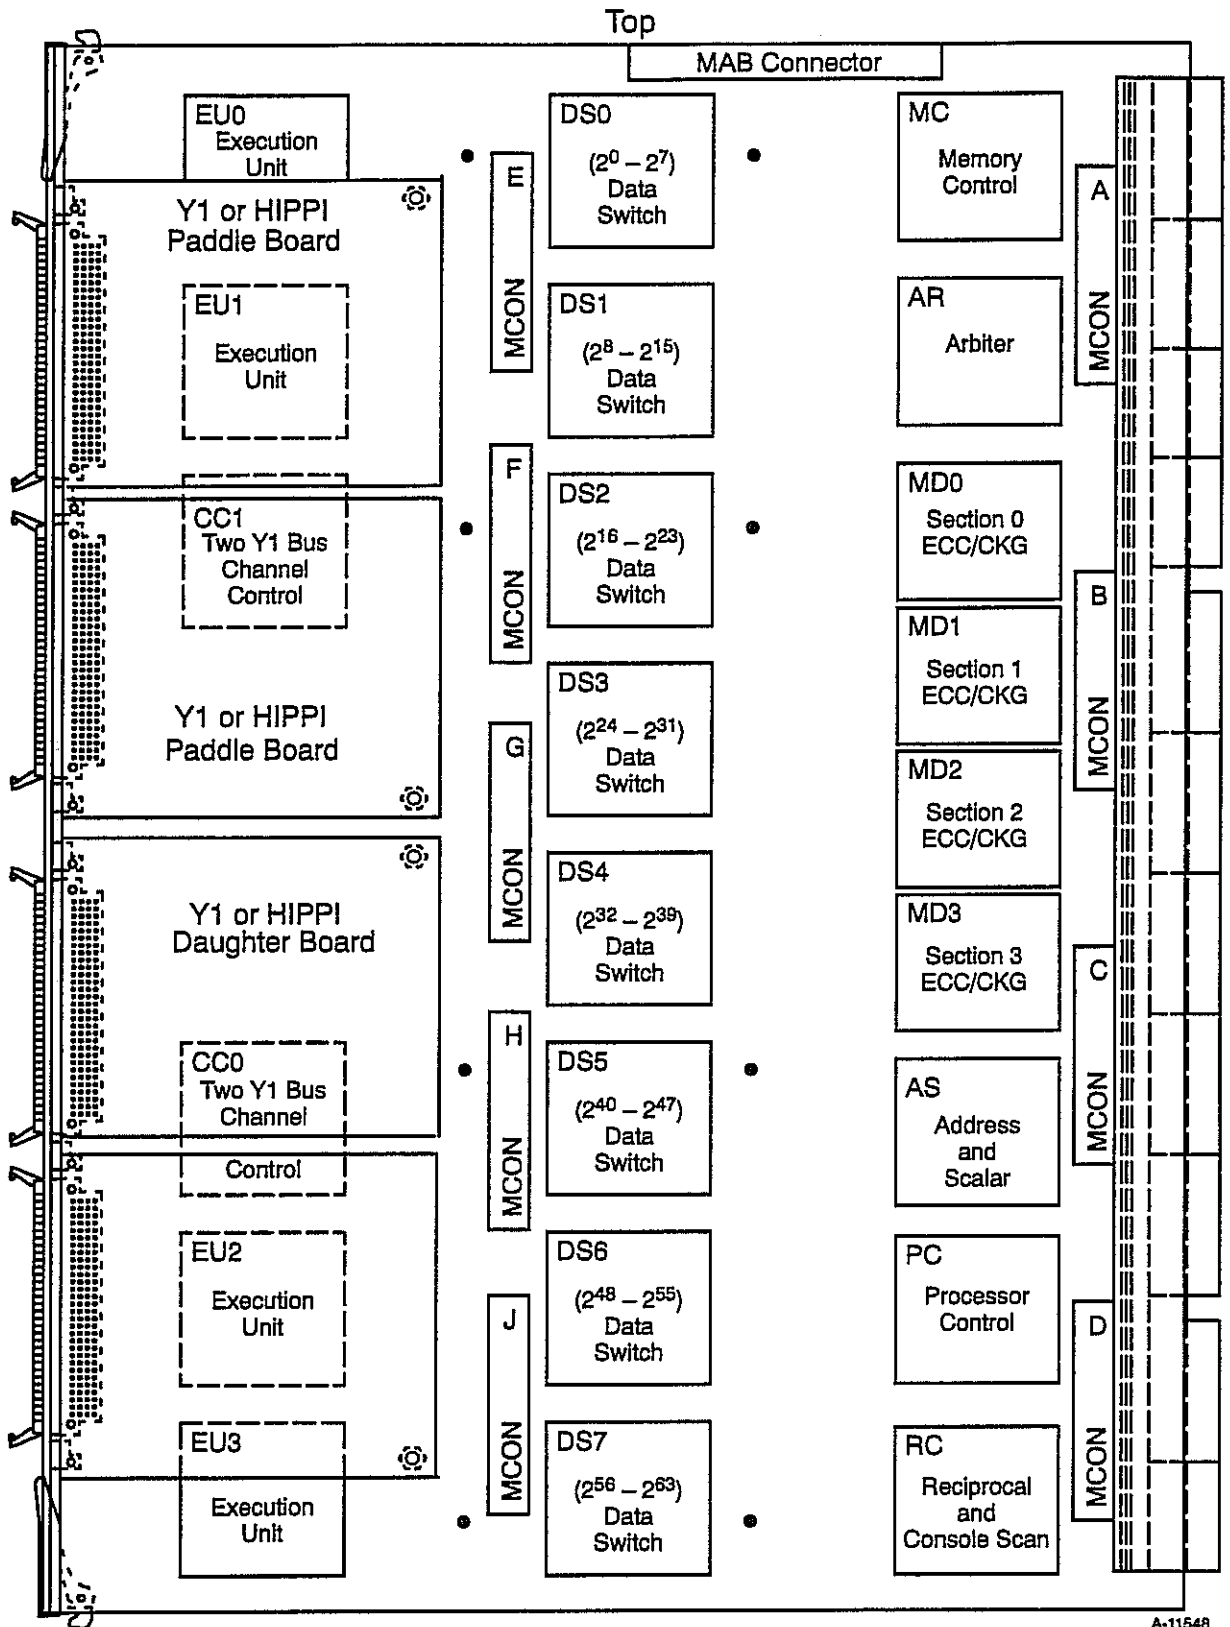 Top
MAB Connector
EU0
Execution
Unit
Y1 or HIPPI
Paddle Board
EU1
Execution
Unit
CC1
Two Y1 Bus
Channel
Control
Y1 or HIPPI
Paddle Board
Y1 or HIPPI
Daughter Board
CC0
Two Y1 Bus
Channel
Control
EU2
Execution
Unit
EU3
Execution
Unit
E
MCON
F
MCON
G
MCON
H
MCON
J
MCON
DS0
(2⁰ – 2⁷)
Data
Switch
DS1
(2⁸ – 2¹⁵)
Data
Switch
DS2
(2¹⁶ – 2²³)
Data
Switch
DS3
(2²⁴ – 2³¹)
Data
Switch
DS4
(2³² – 2³⁹)
Data
Switch
DS5
(2⁴⁰ – 2⁴⁷)
Data
Switch
DS6
(2⁴⁸ – 2⁵⁵)
Data
Switch
DS7
(2⁵⁶ – 2⁶³)
Data
Switch
MC
Memory
Control
AR
Arbiter
MD0
Section 0
ECC/CKG
MD1
Section 1
ECC/CKG
MD2
Section 2
ECC/CKG
MD3
Section 3
ECC/CKG
AS
Address
and
Scalar
PC
Processor
Control
RC
Reciprocal
and
Console Scan
A
MCON
B
MCON
C
MCON
D
MCON
A-11548